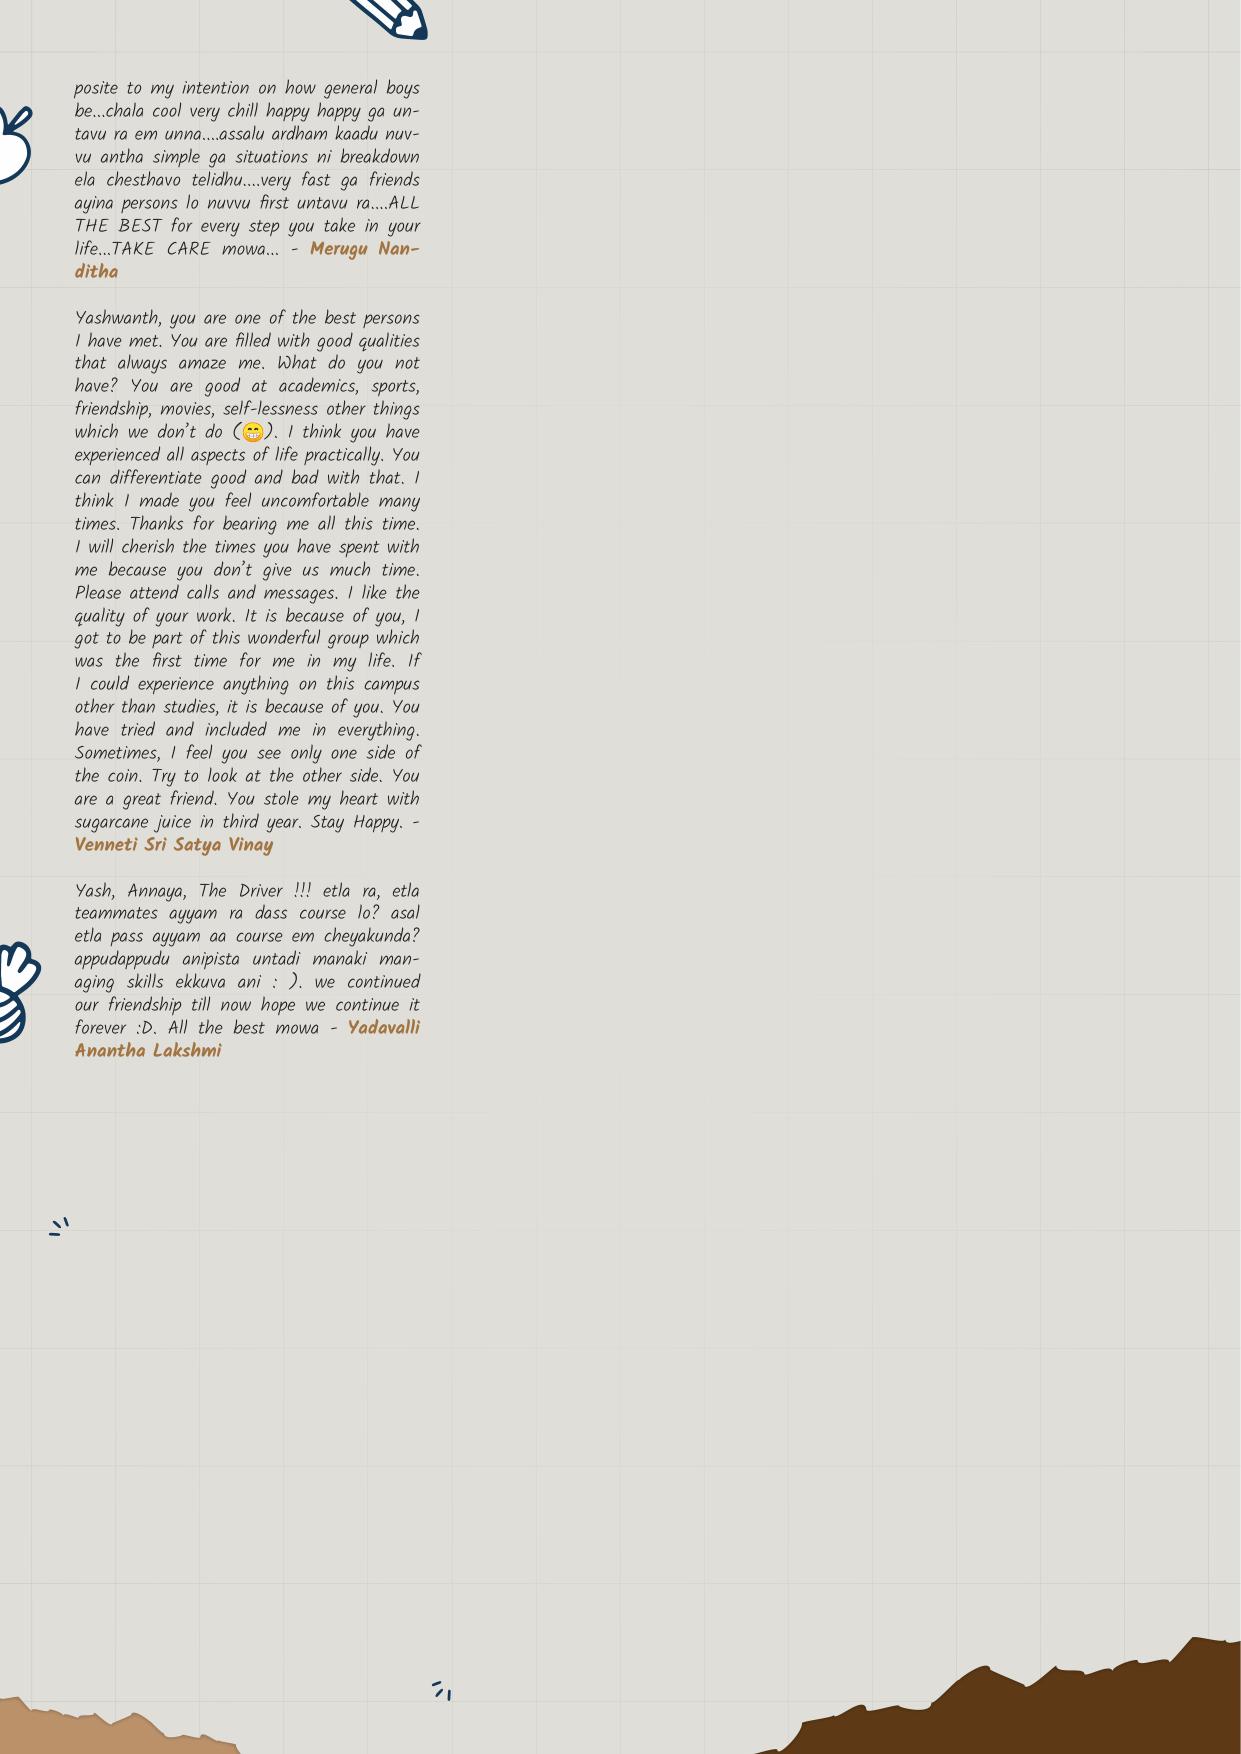 posite to my intention on how general boys
be...chala cool very chill happy happy ga un-
tavu ra em unna....assalu ardham kaadu nuv-
vu antha simple ga situations ni breakdown
ela chesthavo telidhu....very fast ga friends
ayina persons lo nuvvu first untavu ra....ALL
THE BEST for every step you take in your
life...TAKE CARE mowa... - Merugu Nan-
ditha
Yashwanth, you are one of the best persons
I have met. You are filled with good qualities
that always amaze me. What do you not
have? You are good at academics, sports,
friendship, movies, self-lessness other things
which we don't do (😁). I think you have
experienced all aspects of life practically. You
can differentiate good and bad with that. I
think I made you feel uncomfortable many
times. Thanks for bearing me all this time.
I will cherish the times you have spent with
me because you don't give us much time.
Please attend calls and messages. I like the
quality of your work. It is because of you, I
got to be part of this wonderful group which
was the first time for me in my life. If
I could experience anything on this campus
other than studies, it is because of you. You
have tried and included me in everything.
Sometimes, I feel you see only one side of
the coin. Try to look at the other side. You
are a great friend. You stole my heart with
sugarcane juice in third year. Stay Happy. -
Venneti Sri Satya Vinay
Yash, Annaya, The Driver !!! etla ra, etla
teammates ayyam ra dass course lo? asal
etla pass ayyam aa course em cheyakunda?
appudappudu anipista untadi manaki man-
aging skills ekkuva ani : ). we continued
our friendship till now hope we continue it
forever :D. All the best mowa - Yadavalli
Anantha Lakshmi